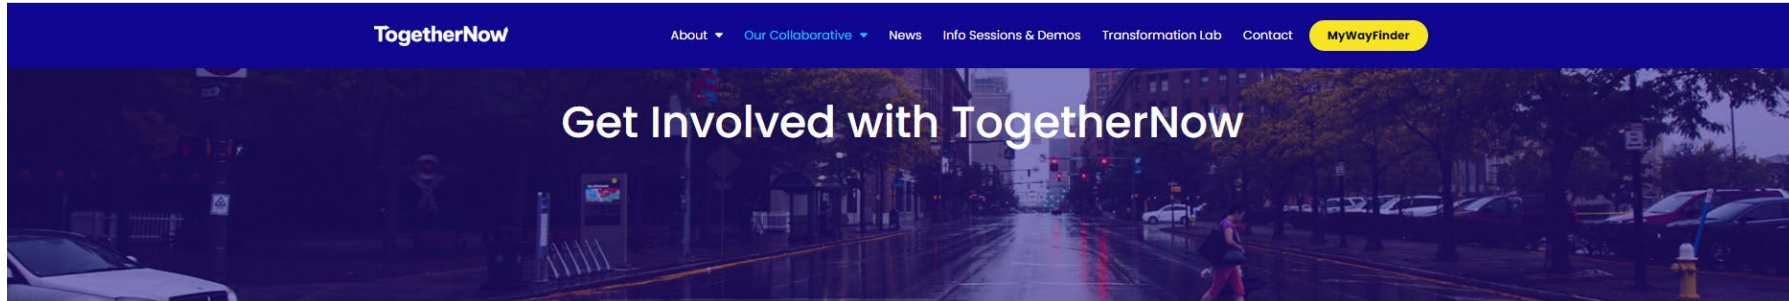 TogetherNow
About Our Collaborative News Info Sessions & Demos Transformation Lab Contact MyWayFinder
Get Involved with TogetherNow